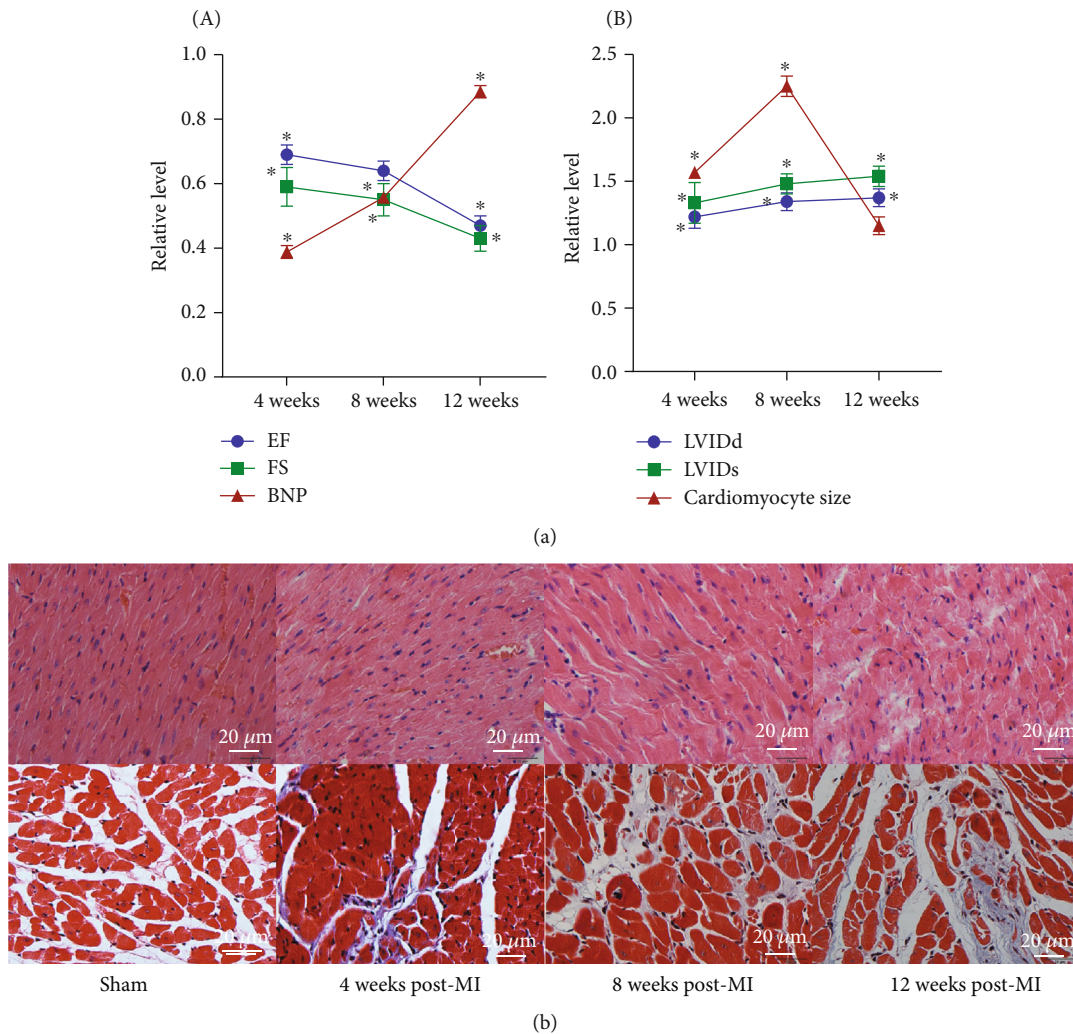 (A)
1.0
0.8
0.6
0.4
0.2
0.0
Relative level
*
*
*
*
*
*
*
*
4 weeks 8 weeks 12 weeks
EF
FS
BNP
(B)
2.5
2.0
1.5
1.0
0.5
0.0
Relative level
*
*
*
*
*
*
*
*
4 weeks 8 weeks 12 weeks
LVIDd
LVIDs
Cardiomyocyte size
(a)
20 μm 20 μm 20 μm 20 μm
μm 20 μm 20 μm 20 μm
Sham 4 weeks post-MI 8 weeks post-MI 12 weeks post-MI
(b)